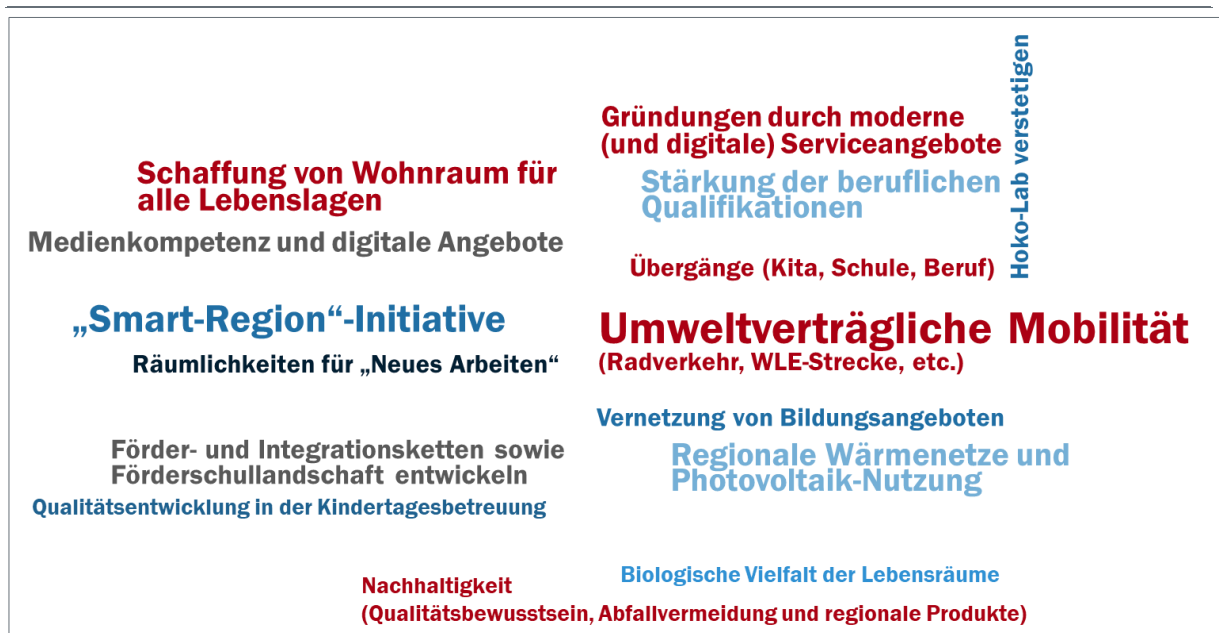 Schaffung von Wohnraum für
alle Lebenslagen
Medienkompetenz und digitale Angebote
„Smart-Region“-Initiative
Räumlichkeiten für „Neues Arbeiten“
Förder- und Integrationsketten sowie
Förderschullandschaft entwickeln
Qualitätsentwicklung in der Kindertagesbetreuung
Gründungen durch moderne
(und digitale) Serviceangebote
Stärkung der beruflichen
Qualifikationen
Hoko-Lab verstetigen
Übergänge (Kita, Schule, Beruf)
Umweltverträgliche Mobilität
(Radverkehr, WLE-Strecke, etc.)
Vernetzung von Bildungsangeboten
Regionale Wärmenetze und
Photovoltaik-Nutzung
Biologische Vielfalt der Lebensräume
Nachhaltigkeit
(Qualitätsbewusstsein, Abfallvermeidung und regionale Produkte)